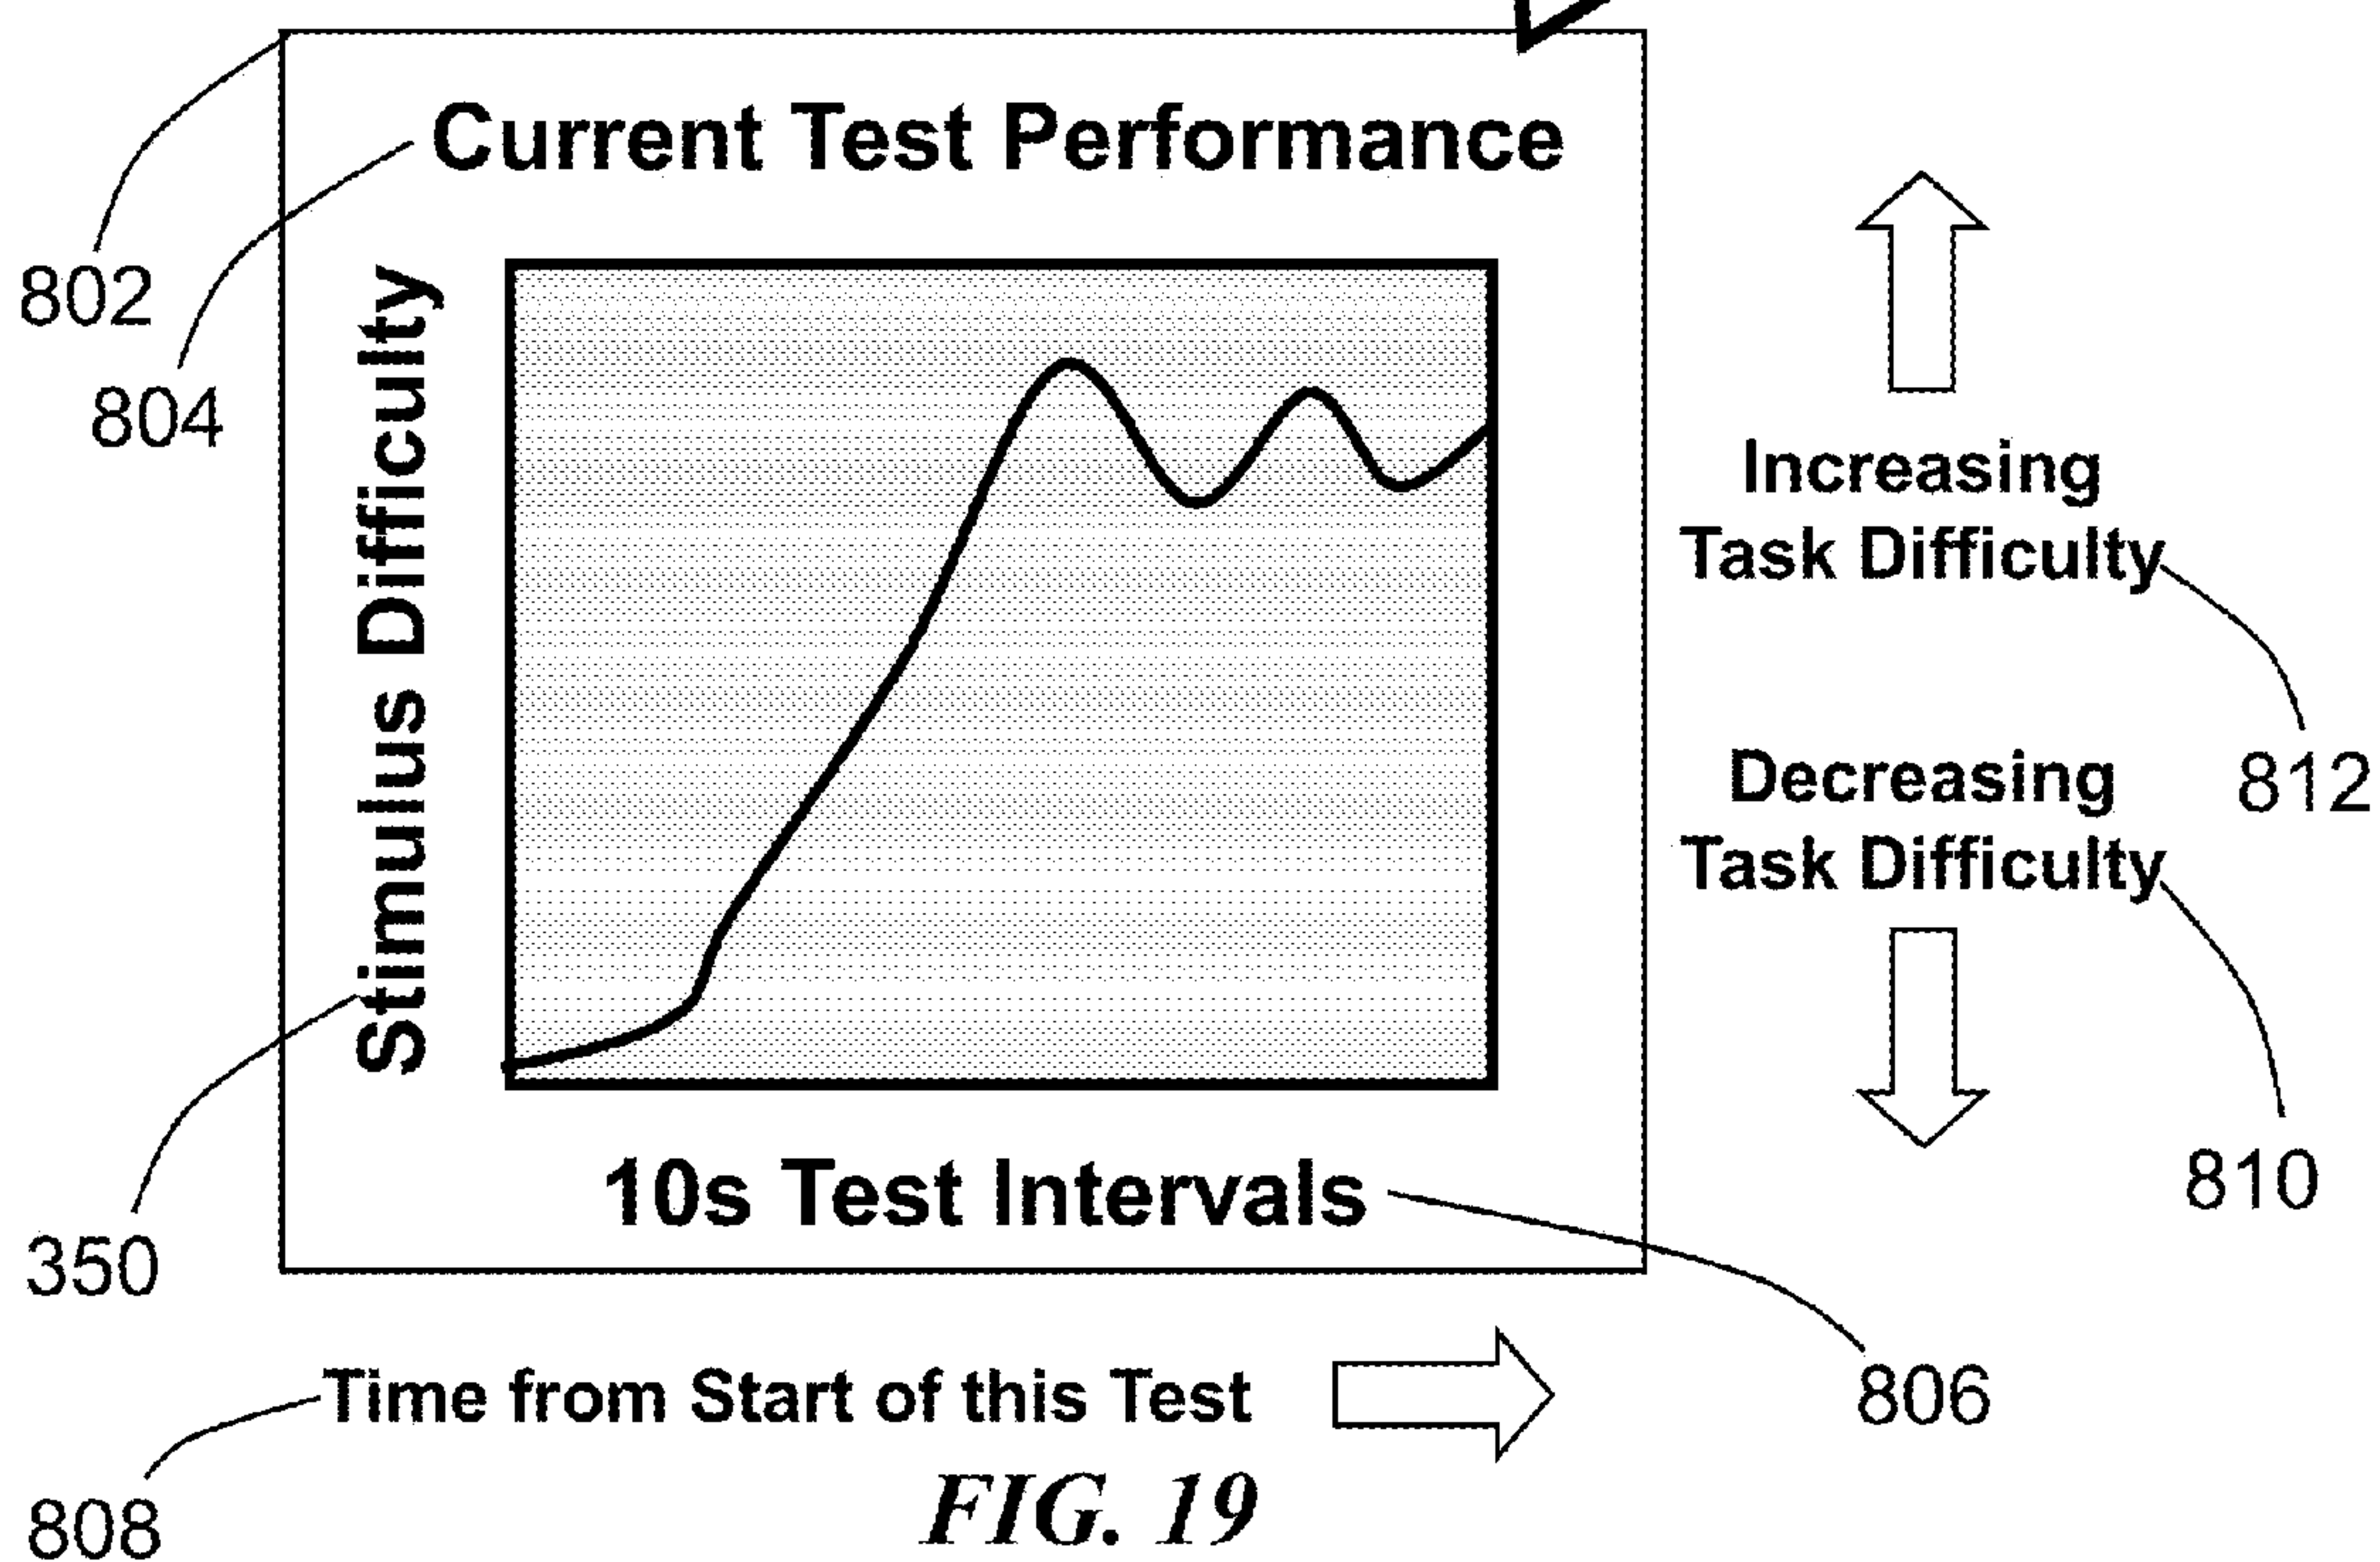 Current Test Performance
802
804
Stimulus Difficulty
Increasing
Task Difficulty
812
Decreasing
Task Difficulty
810
10s Test Intervals
350
806
Time from Start of this Test
808
FIG. 19